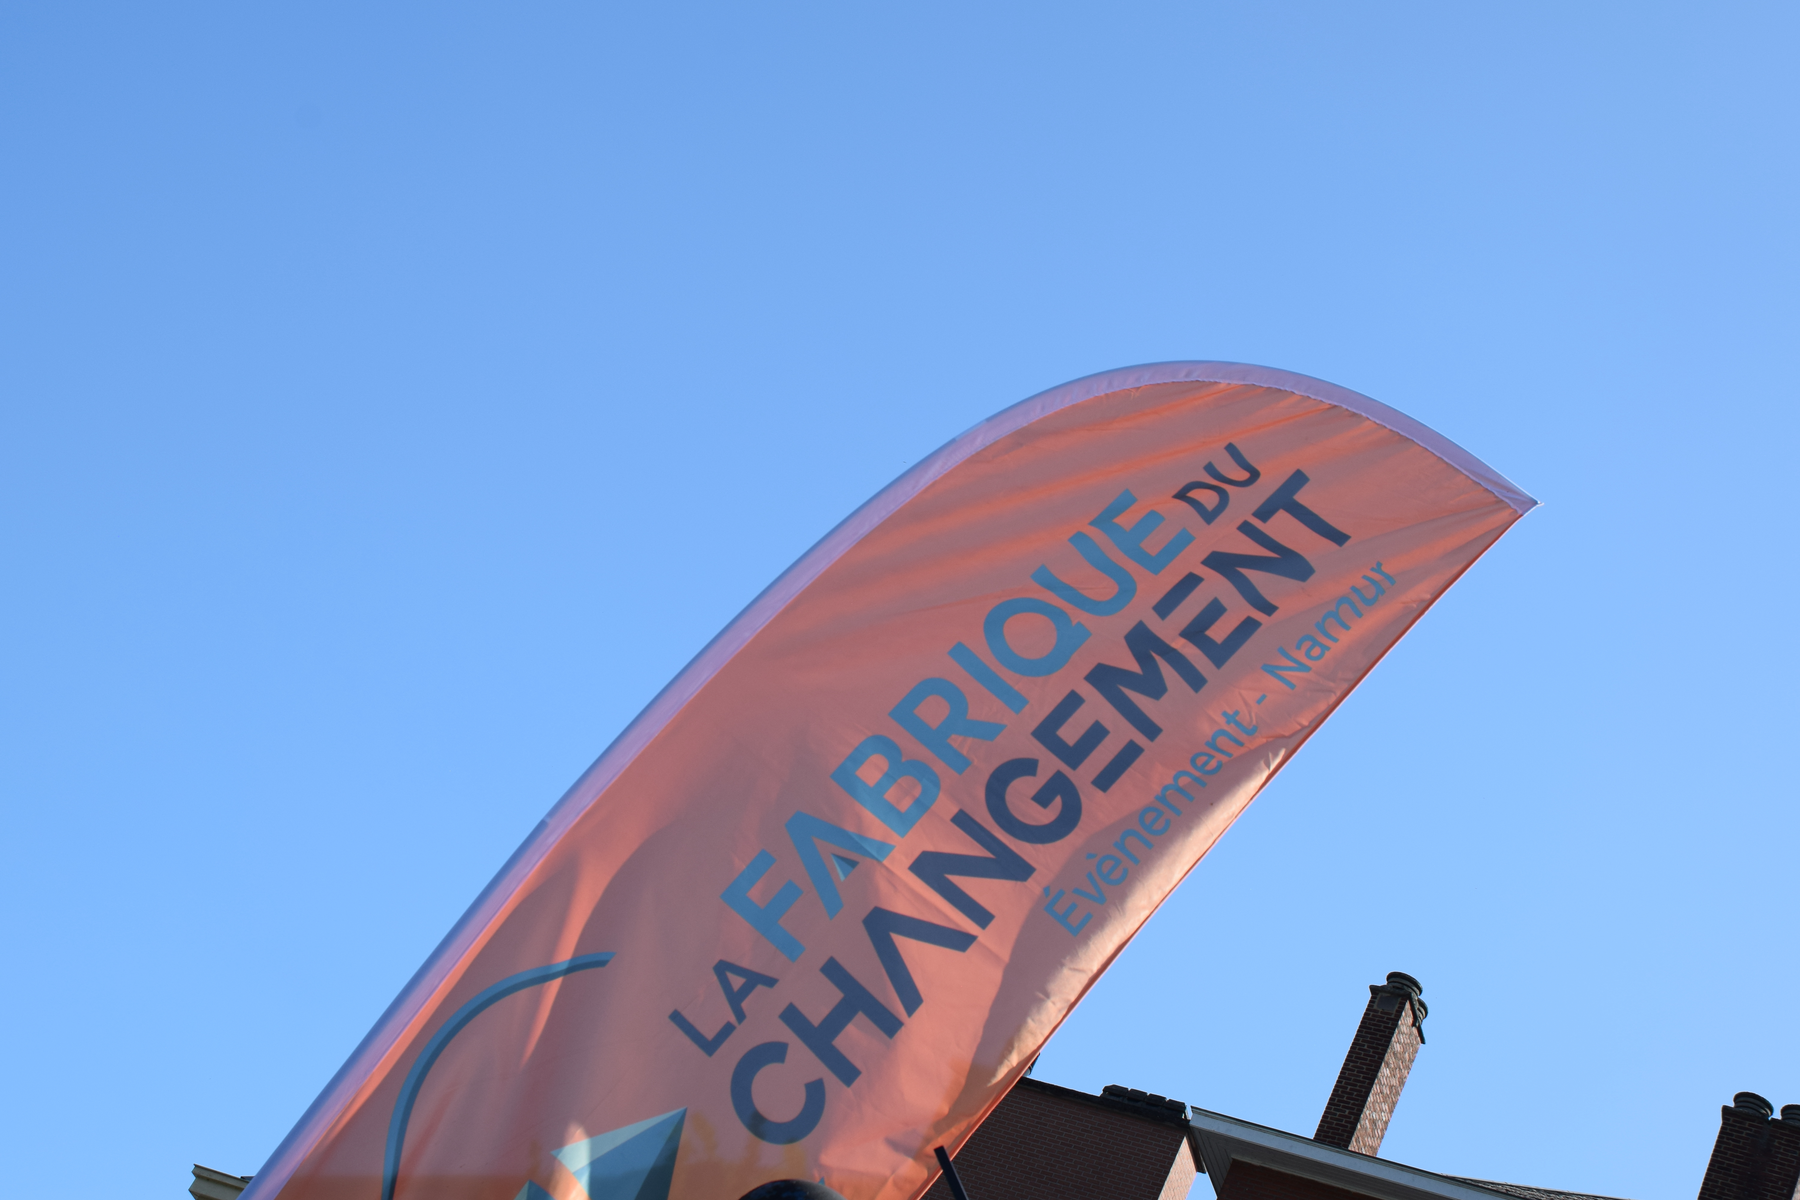 LA FABRIQUE DU
CHANGEMENT
Évènement - Namur